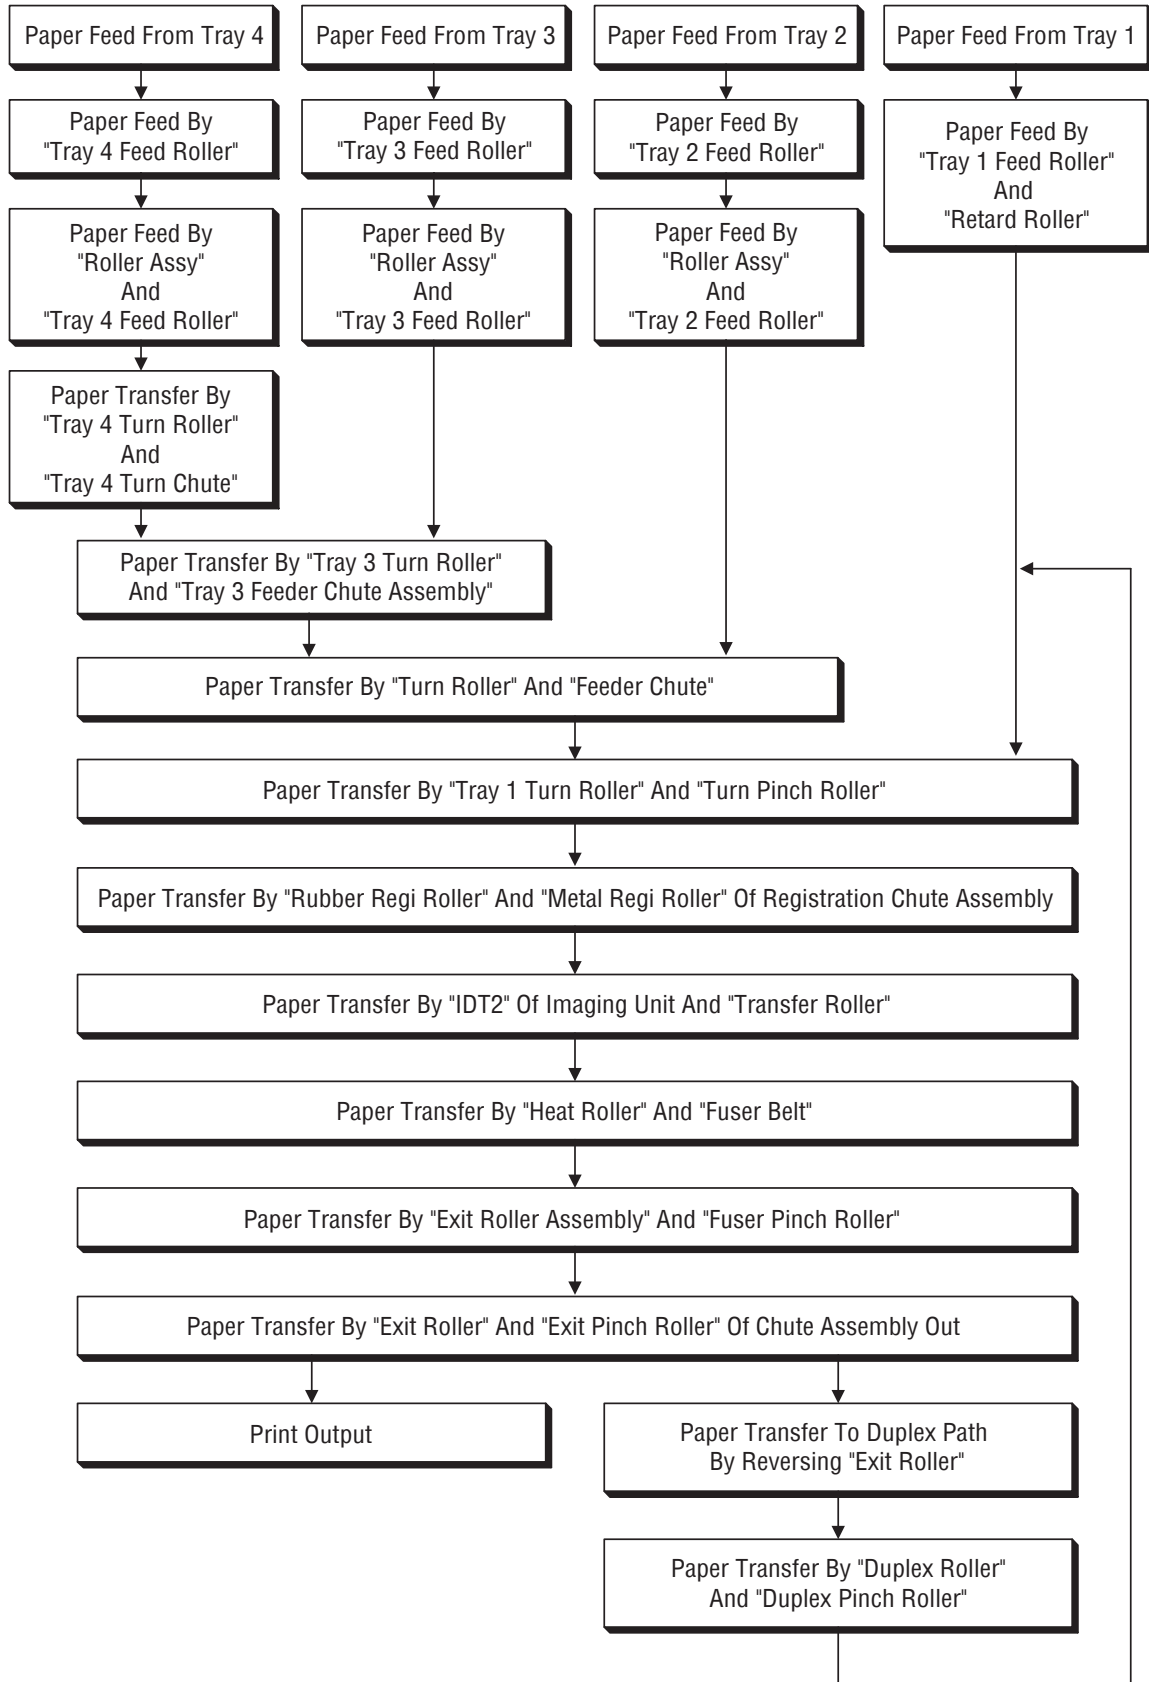 Paper Feed From Tray 4
Paper Feed From Tray 3
Paper Feed From Tray 2
Paper Feed From Tray 1
Paper Feed By
"Tray 4 Feed Roller"
Paper Feed By
"Tray 3 Feed Roller"
Paper Feed By
"Tray 2 Feed Roller"
Paper Feed By
"Tray 1 Feed Roller"
And
"Retard Roller"
Paper Feed By
"Roller Assy"
And
"Tray 4 Feed Roller"
Paper Feed By
"Roller Assy"
And
"Tray 3 Feed Roller"
Paper Feed By
"Roller Assy"
And
"Tray 2 Feed Roller"
Paper Transfer By
"Tray 4 Turn Roller"
And
"Tray 4 Turn Chute"
Paper Transfer By "Tray 3 Turn Roller"
And "Tray 3 Feeder Chute Assembly"
Paper Transfer By "Turn Roller" And "Feeder Chute"
Paper Transfer By "Tray 1 Turn Roller" And "Turn Pinch Roller"
Paper Transfer By "Rubber Regi Roller" And "Metal Regi Roller" Of Registration Chute Assembly
Paper Transfer By "IDT2" Of Imaging Unit And "Transfer Roller"
Paper Transfer By "Heat Roller" And "Fuser Belt"
Paper Transfer By "Exit Roller Assembly" And "Fuser Pinch Roller"
Paper Transfer By "Exit Roller" And "Exit Pinch Roller" Of Chute Assembly Out
Print Output
Paper Transfer To Duplex Path
By Reversing "Exit Roller"
Paper Transfer By "Duplex Roller"
And "Duplex Pinch Roller"